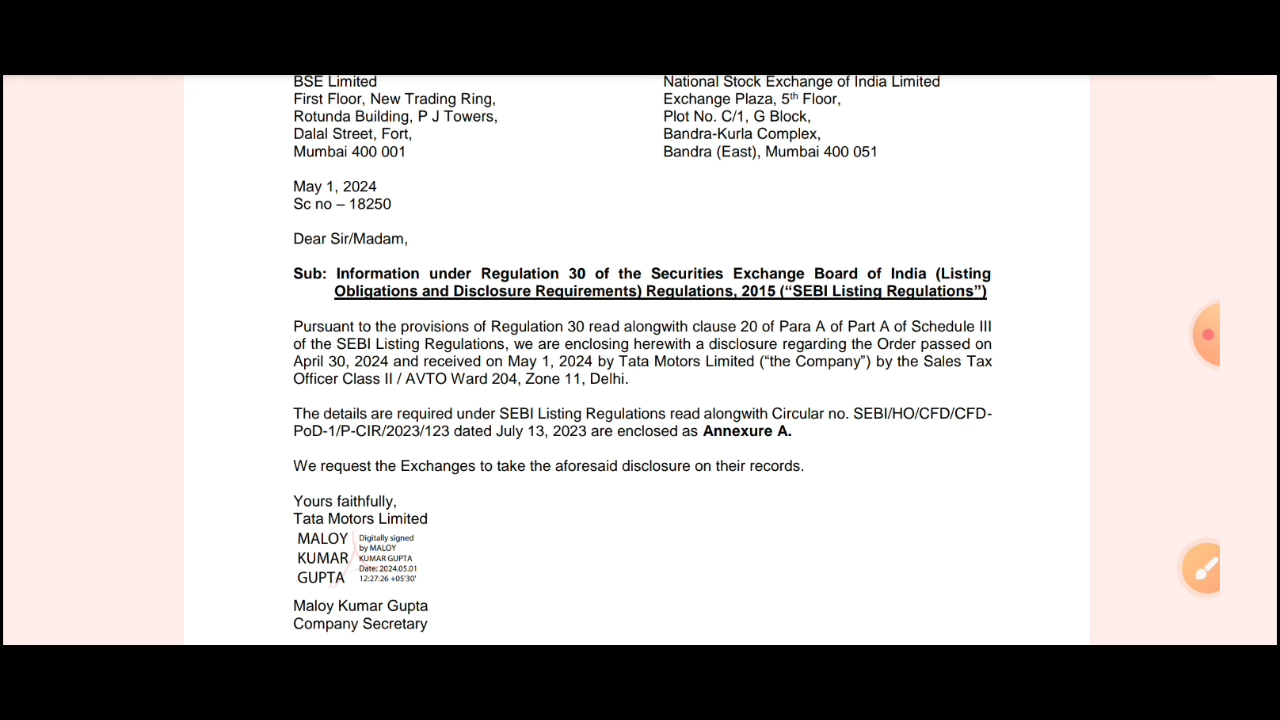 BSE Limited
First Floor, New Trading Ring,
Rotunda Building, P J Towers,
Dalal Street, Fort,
Mumbai 400 001
National Stock Exchange of India Limited
Exchange Plaza, 5th Floor,
Plot No. C/1, G Block,
Bandra-Kurla Complex,
Bandra (East), Mumbai 400 051
May 1, 2024
Sc no – 18250
Dear Sir/Madam,
Sub: Information under Regulation 30 of the Securities Exchange Board of India (Listing
Obligations and Disclosure Requirements) Regulations, 2015 (“SEBI Listing Regulations”)
Pursuant to the provisions of Regulation 30 read alongwith clause 20 of Para A of Part A of Schedule III
of the SEBI Listing Regulations, we are enclosing herewith a disclosure regarding the Order passed on
April 30, 2024 and received on May 1, 2024 by Tata Motors Limited (“the Company”) by the Sales Tax
Officer Class II / AVTO Ward 204, Zone 11, Delhi.
The details are required under SEBI Listing Regulations read alongwith Circular no. SEBI/HO/CFD/CFD-
PoD-1/P-CIR/2023/123 dated July 13, 2023 are enclosed as Annexure A.
We request the Exchanges to take the aforesaid disclosure on their records.
Yours faithfully,
Tata Motors Limited
MALOY
KUMAR
GUPTA
Digitally signed
by MALOY
KUMAR GUPTA
Date: 2024.05.01
12:27:26 +05'30'
Maloy Kumar Gupta
Company Secretary